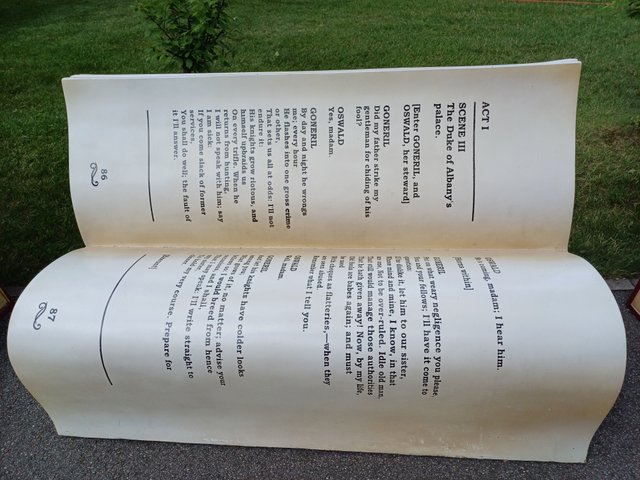 ACT I
SCENE III
The Duke of Albany's
palace.
[Enter GONERIL, and
OSWALD, her steward]
GONERIL
Did my father strike my
gentleman for chiding of his
fool?
OSWALD
Yes, madam.
GONERIL
By day and night he wrongs
me; every hour
He flashes into one gross crime
or other,
That set us all at odds: I'll not
endure it:
His knights grow riotous, and
himself upbraids us
On every trifle. When he
returns from hunting,
I will not speak with him; say
I am sick:
If you come slack of former
services,
You shall do well; the fault of
it I'll answer.
86
OSWALD
coming, madam; I hear him.
[Horns within]
GONERIL
on what weary negligence you please,
and your fellows; I'll have it come to
question:
dislike it, let him to our sister,
Whose mind and mine, I know, in that
are one, Not to be over-ruled. Idle old man,
That still would manage those authorities
That he hath given away! Now, by my life,
Old fools are babes again; and must
be used
With cheques as flatteries,—when they
are seen abused.
Remember what I tell you.
OSWALD
Well, madam.
GONERIL
And let his knights have colder looks
among you;
What grows of it, no matter; advise your
fellows so: I would breed from hence
occasions, and I shall,
That I may speak: I'll write straight to
my sister, To hold my very course. Prepare for
dinner.
[Exeunt]
87